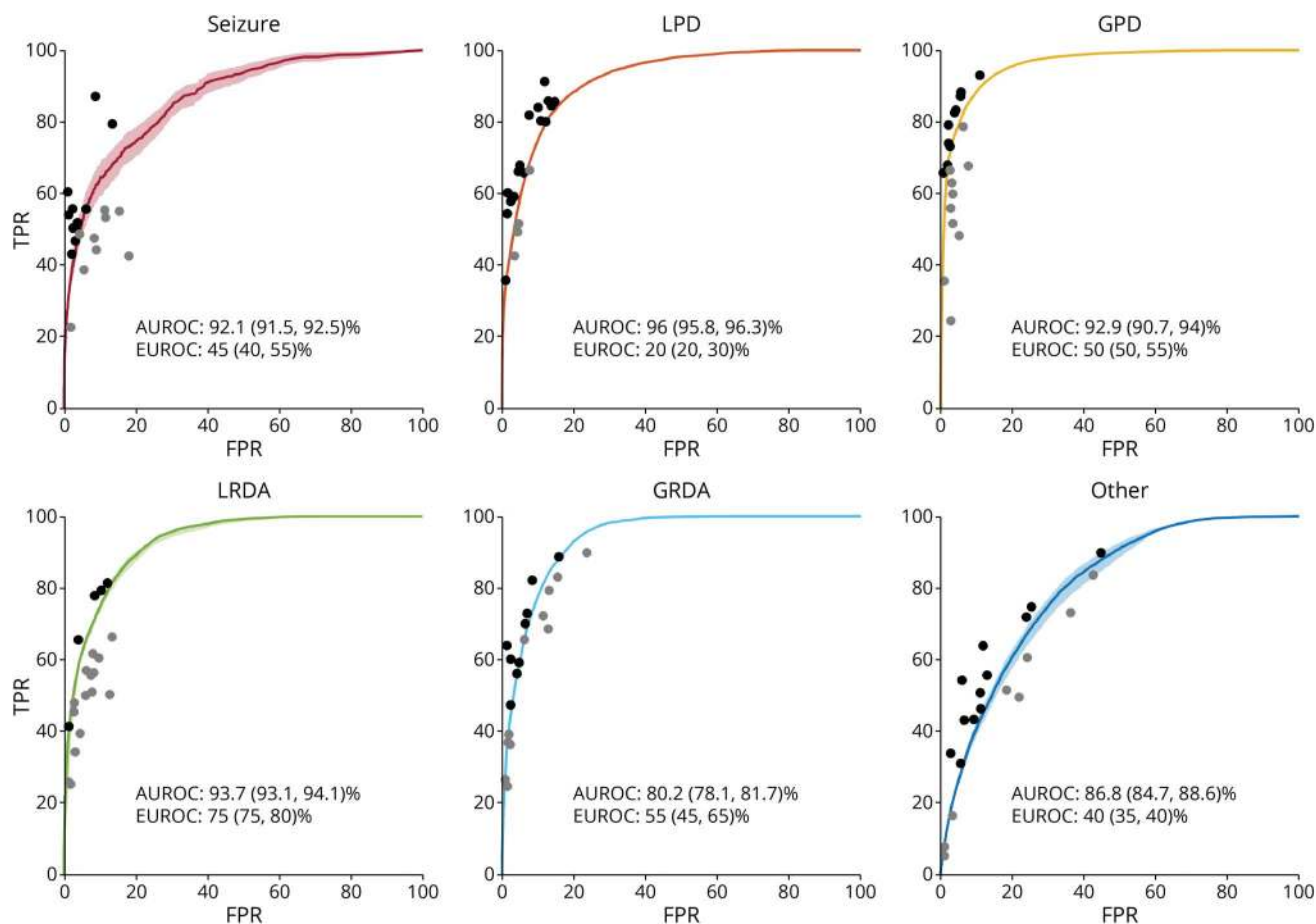 Seizure
LPD
GPD
100
80
60
40
20
0
TPR
AUROC: 92.1 (91.5, 92.5)%
EUROC: 45 (40, 55)%
0 20 40 60 80 100
FPR
100
80
60
40
20
0
AUROC: 96 (95.8, 96.3)%
EUROC: 20 (20, 30)%
0 20 40 60 80 100
FPR
100
80
60
40
20
0
AUROC: 92.9 (90.7, 94)%
EUROC: 50 (50, 55)%
0 20 40 60 80 100
FPR
LRDA
GRDA
Other
100
80
60
40
20
0
TPR
AUROC: 93.7 (93.1, 94.1)%
EUROC: 75 (75, 80)%
0 20 40 60 80 100
FPR
100
80
60
40
20
0
AUROC: 80.2 (78.1, 81.7)%
EUROC: 55 (45, 65)%
0 20 40 60 80 100
FPR
100
80
60
40
20
0
AUROC: 86.8 (84.7, 88.6)%
EUROC: 40 (35, 40)%
0 20 40 60 80 100
FPR